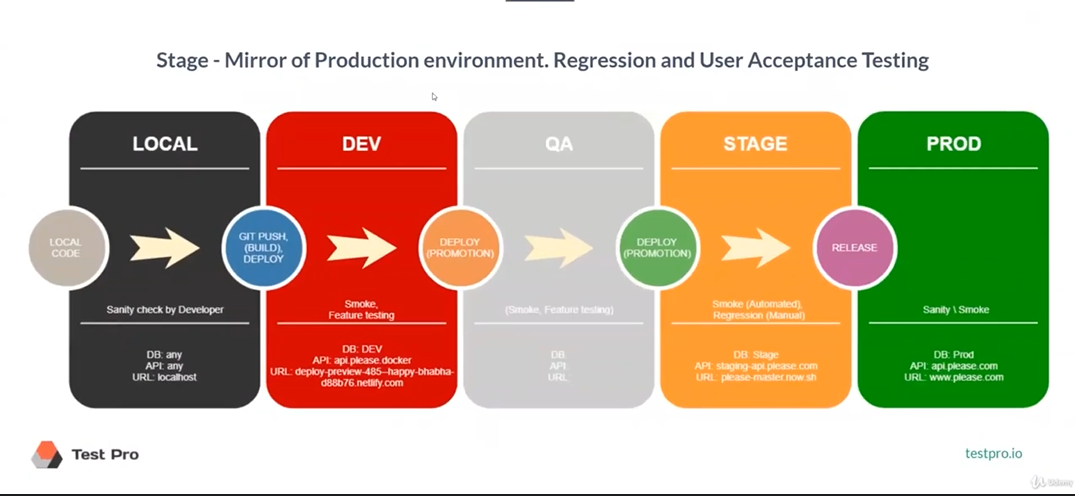 Stage - Mirror of Production environment. Regression and User Acceptance Testing
LOCAL
DEV
QA
STAGE
PROD
LOCAL
CODE
GIT PUSH,
(BUILD),
DEPLOY
DEPLOY
(PROMOTION)
DEPLOY
(PROMOTION)
RELEASE
Sanity check by Developer
Smoke,
Feature testing
(Smoke, Feature testing)
Smoke (Automated),
Regression (Manual)
Sanity \ Smoke
DB: any
API: any
URL: localhost
DB: DEV
API: api.please.docker
URL: deploy-preview-485--happy-bhabha-
d88b76.netlify.com
DB:
API:
URL:
DB: Stage
API: staging-api.please.com
URL: please-master.now.sh
DB: Prod
API: api.please.com
URL: www.please.com
Test Pro
testpro.io
Udemy